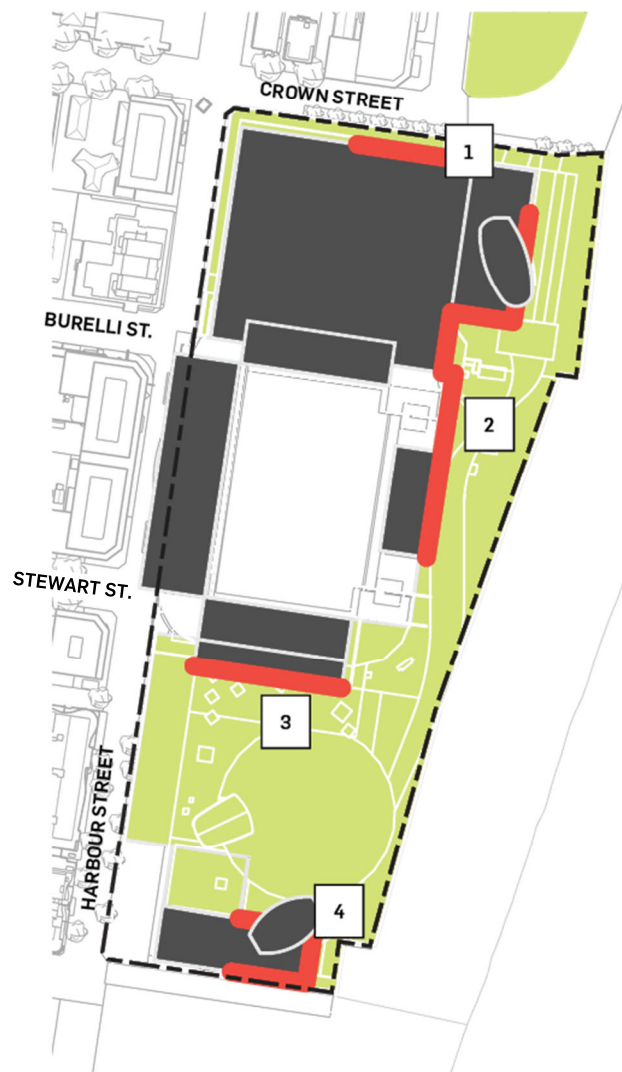 CROWN STREET
1
BURELLI ST.
2
STEWART ST.
3
HARBOUR STREET
4